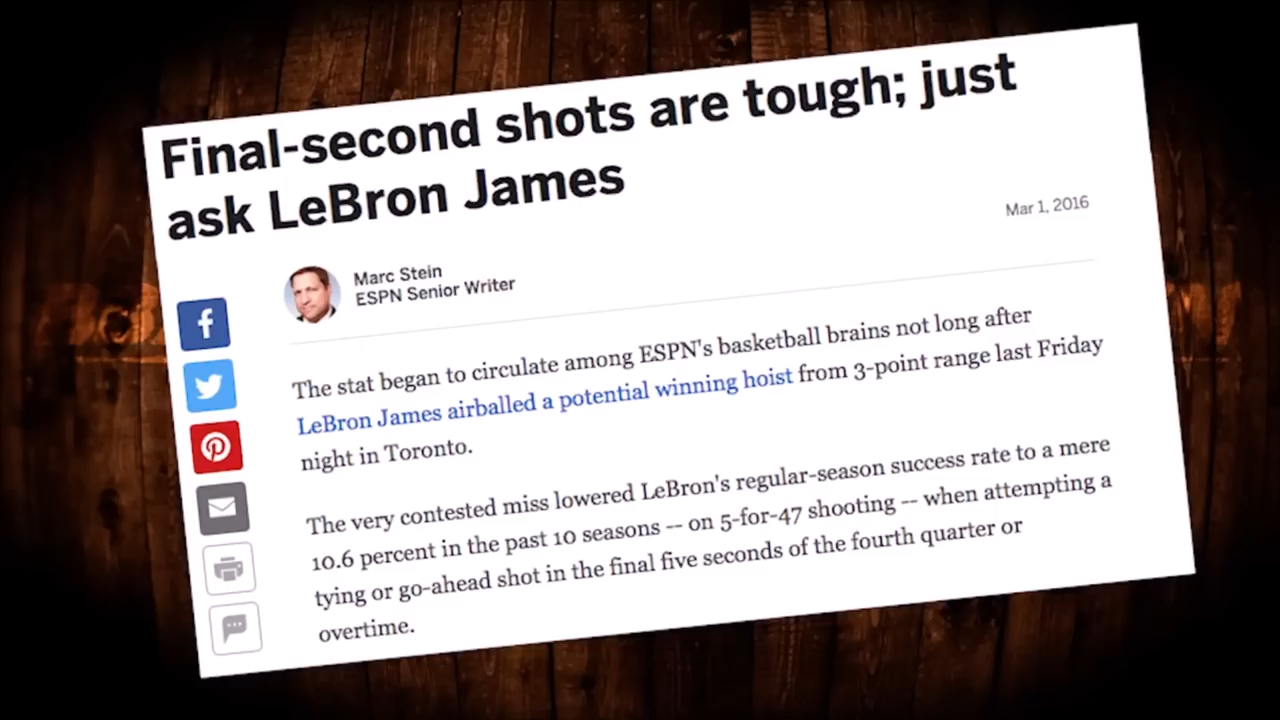 Final-second shots are tough; just
ask LeBron James
Mar 1, 2016
Marc Stein
ESPN Senior Writer
The stat began to circulate among ESPN's basketball brains not long after
LeBron James airballed a potential winning hoist from 3-point range last Friday
night in Toronto.
The very contested miss lowered LeBron's regular-season success rate to a mere
10.6 percent in the past 10 seasons -- on 5-for-47 shooting -- when attempting a
tying or go-ahead shot in the final five seconds of the fourth quarter or
overtime.